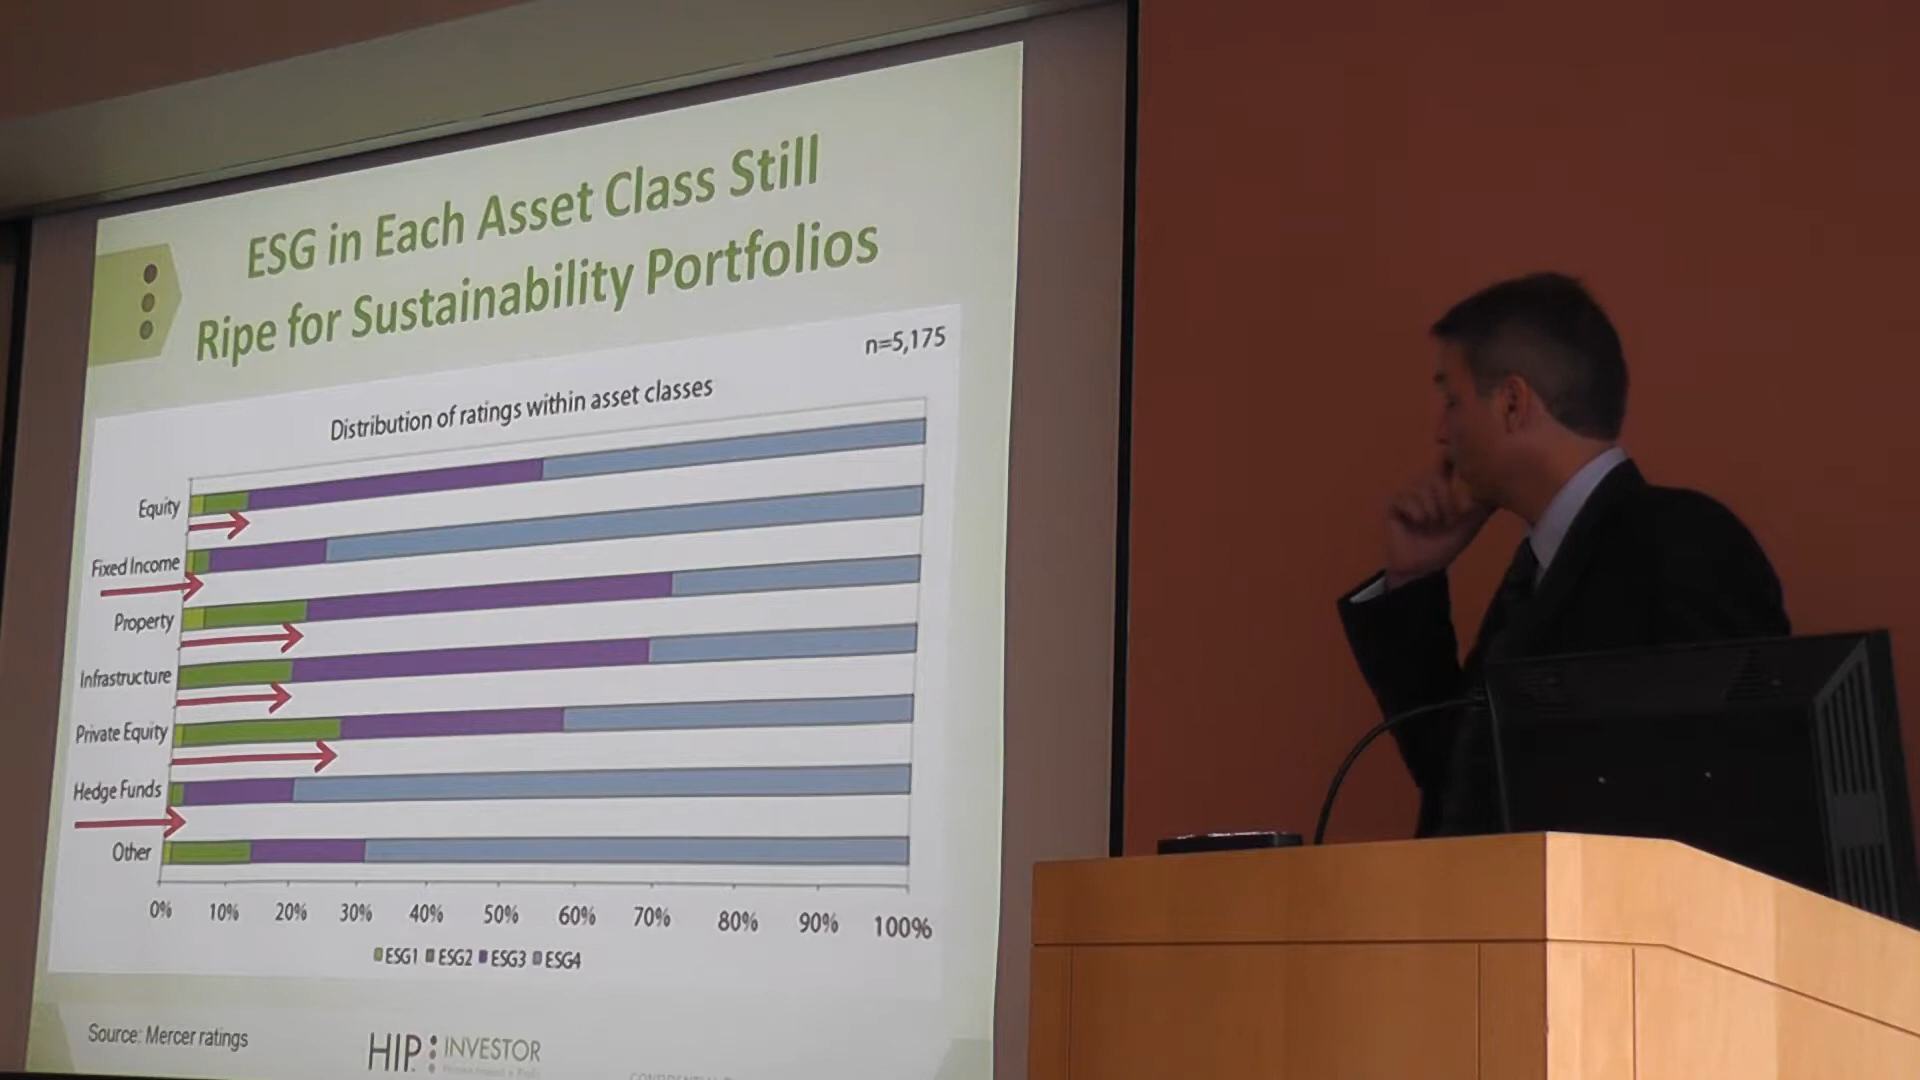 ESG in Each Asset Class Still
Ripe for Sustainability Portfolios
n=5,175
Distribution of ratings within asset classes
Equity
Fixed Income
Property
Infrastructure
Private Equity
Hedge Funds
Other
0% 10% 20% 30% 40% 50% 60% 70% 80% 90% 100%
ESG1 ESG2 ESG3 ESG4
Source: Mercer ratings
HIP: INVESTOR